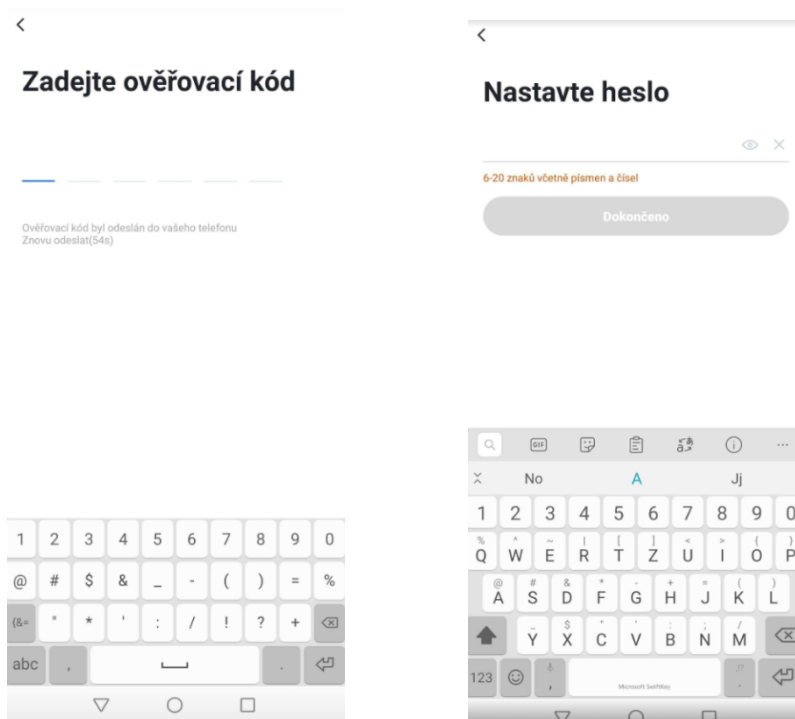 Zadejte ověřovací kód
Ověřovací kód byl odeslán do vašeho telefonu
Znovu odeslat(54s)
1 2 3 4 5 6 7 8 9 0
@ # $ & _ - ( ) = %
{&= " * ' : / ! ? +
abc , .
Nastavte heslo
6-20 znaků včetně písmen a čísel
Dokončeno
GIF
No A Jj
1 2 3 4 5 6 7 8 9 0
% ^ ~ | [ ] < > { }
Q W E R T Z U I O P
@ # & * - + = ( )
A S D F G H J K L
_ $ " ' : ; /
Y X C V B N M
123 , Microsoft SwiftKey .